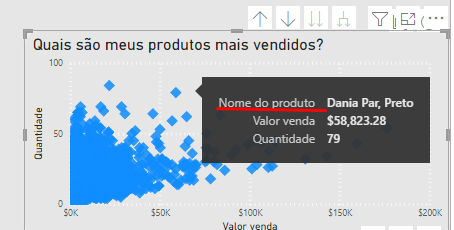 Quais são meus produtos mais vendidos?
100
Nome do produto Dania Par, Preto
Valor venda $58,823.28
Quantidade 79
Quantidade
50
0
$0K $50K $100K $150K $200K
Valor venda